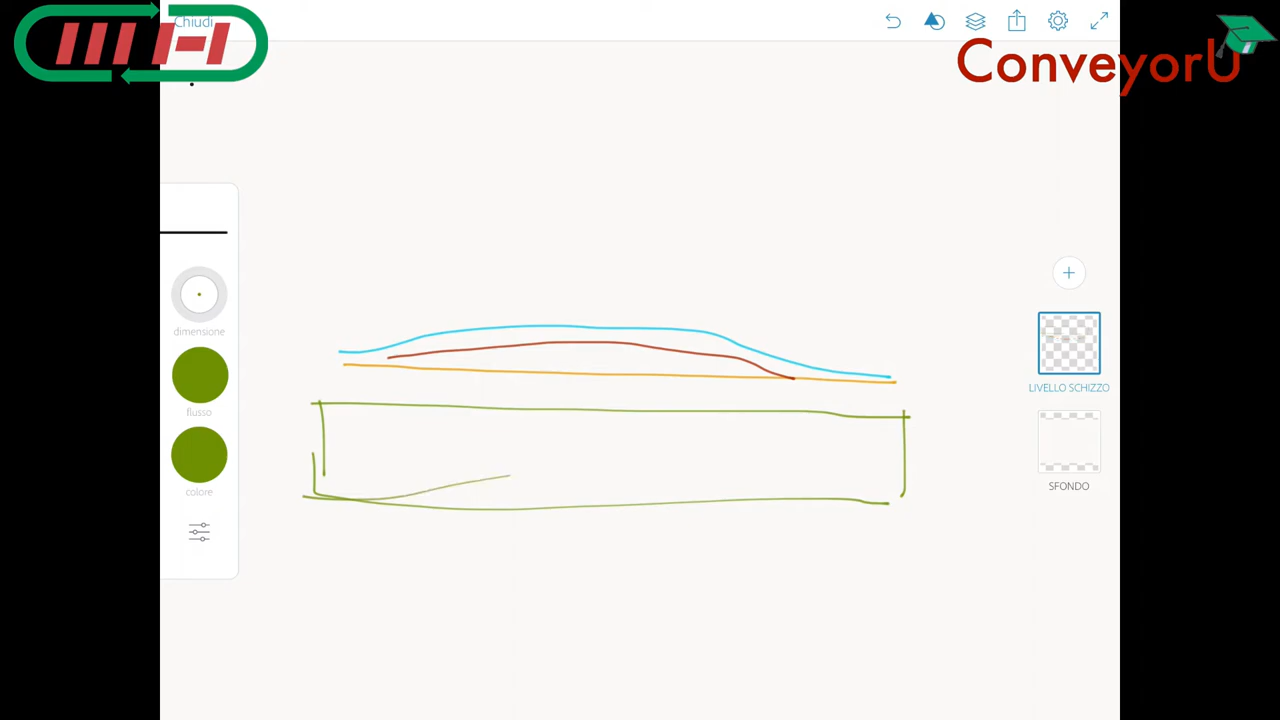 Chiudi
ConveyorU
dimensione
flusso
colore
LIVELLO SCHIZZO
SFONDO